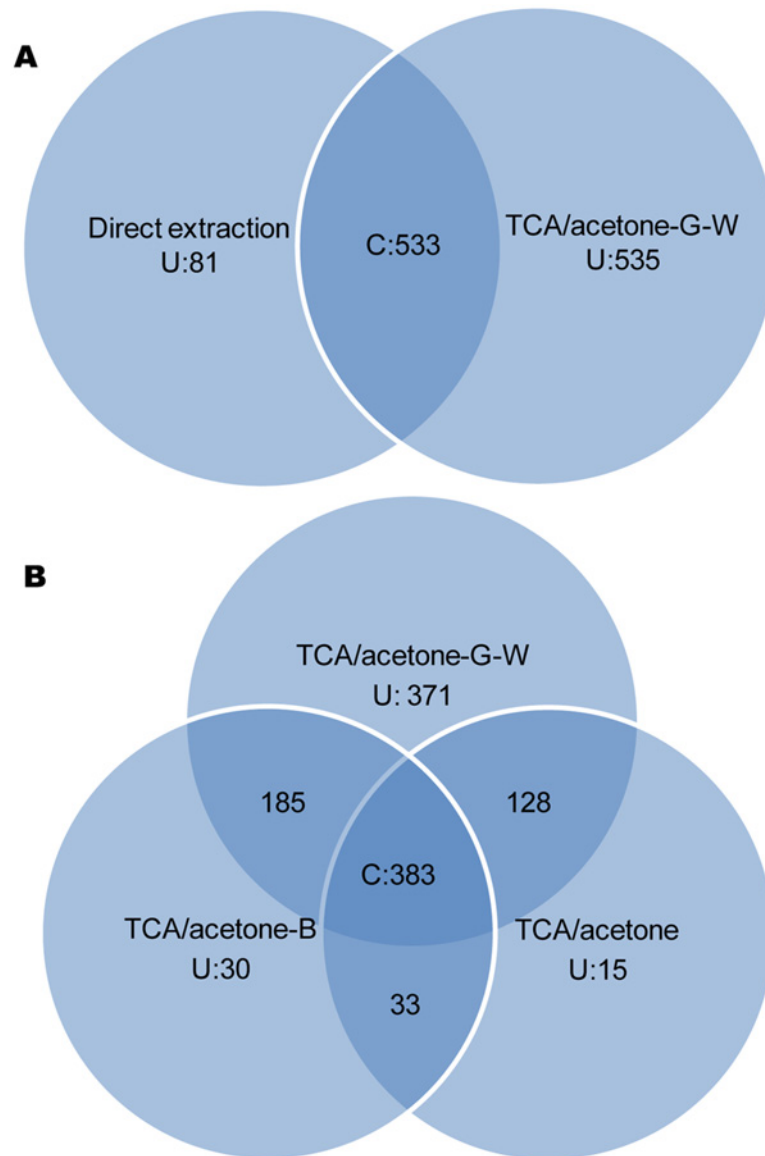 A
Direct extraction
U:81
C:533
TCA/acetone-G-W
U:535
B
TCA/acetone-G-W
U: 371
185
128
C:383
TCA/acetone-B
U:30
TCA/acetone
U:15
33